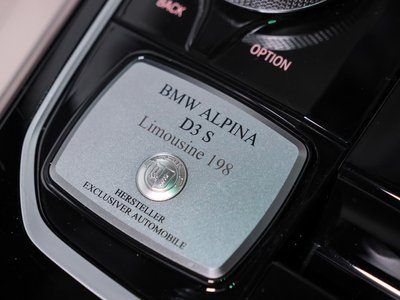 BACK
OPTION
BMW ALPINA
D3 S
Limousine 198
HERSTELLER
EXCLUSIVER AUTOMOBILE